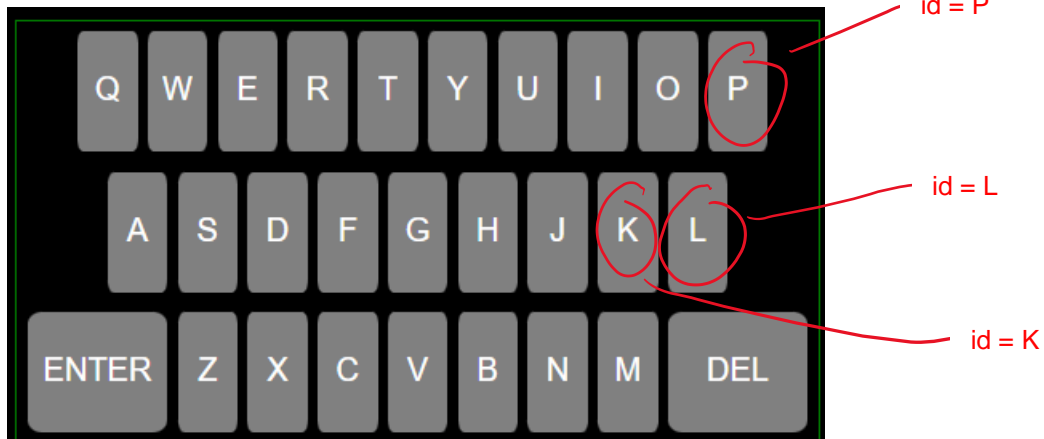 id = P
Q W E R T Y U I O P
id = L
A S D F G H J K L
id = K
ENTER Z X C V B N M DEL